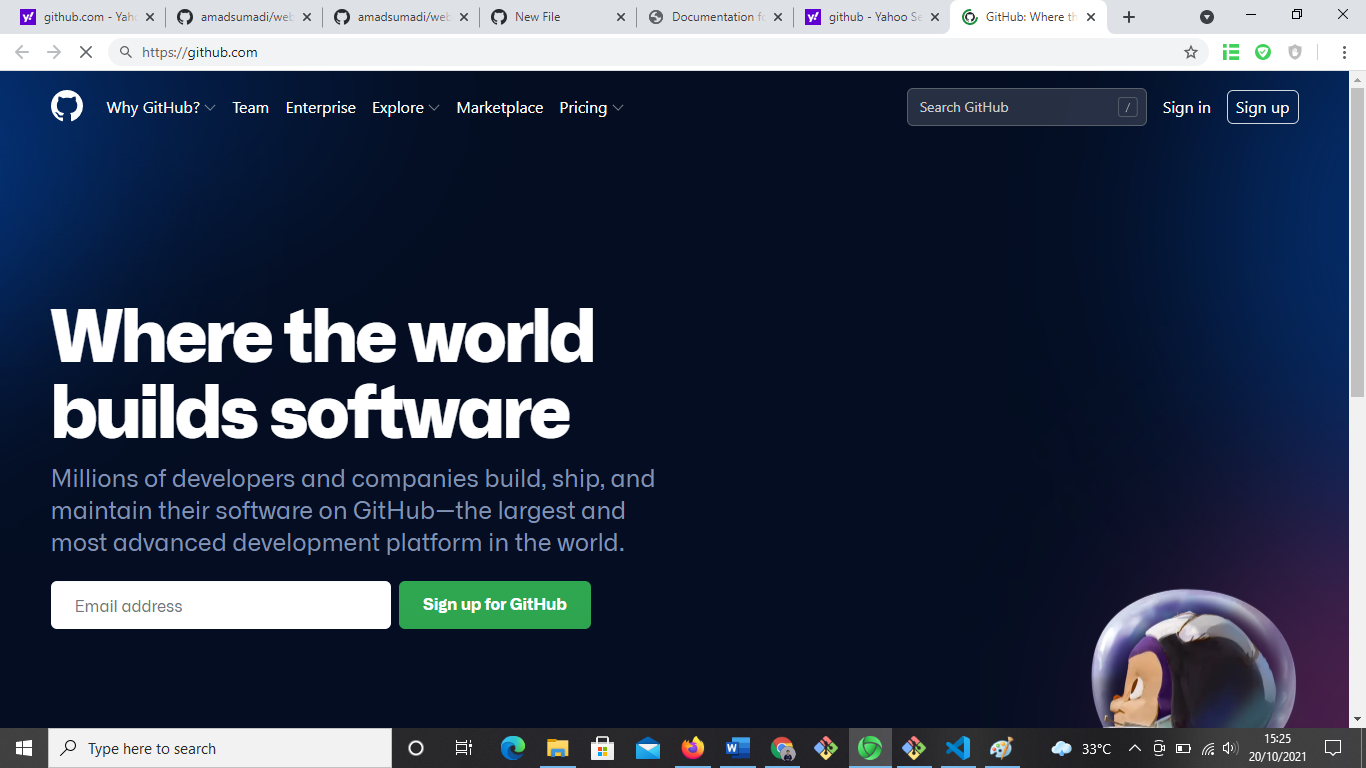 github.com - Yah
amadsumadi/web
amadsumadi/web
New File
Documentation fo
github - Yahoo Se
GitHub: Where th
https://github.com
Why GitHub?
Team
Enterprise
Explore
Marketplace
Pricing
Search GitHub
/
Sign in
Sign up
Where the world
builds software
Millions of developers and companies build, ship, and
maintain their software on GitHub—the largest and
most advanced development platform in the world.
Email address
Sign up for GitHub
Type here to search
33°C
15:25
20/10/2021